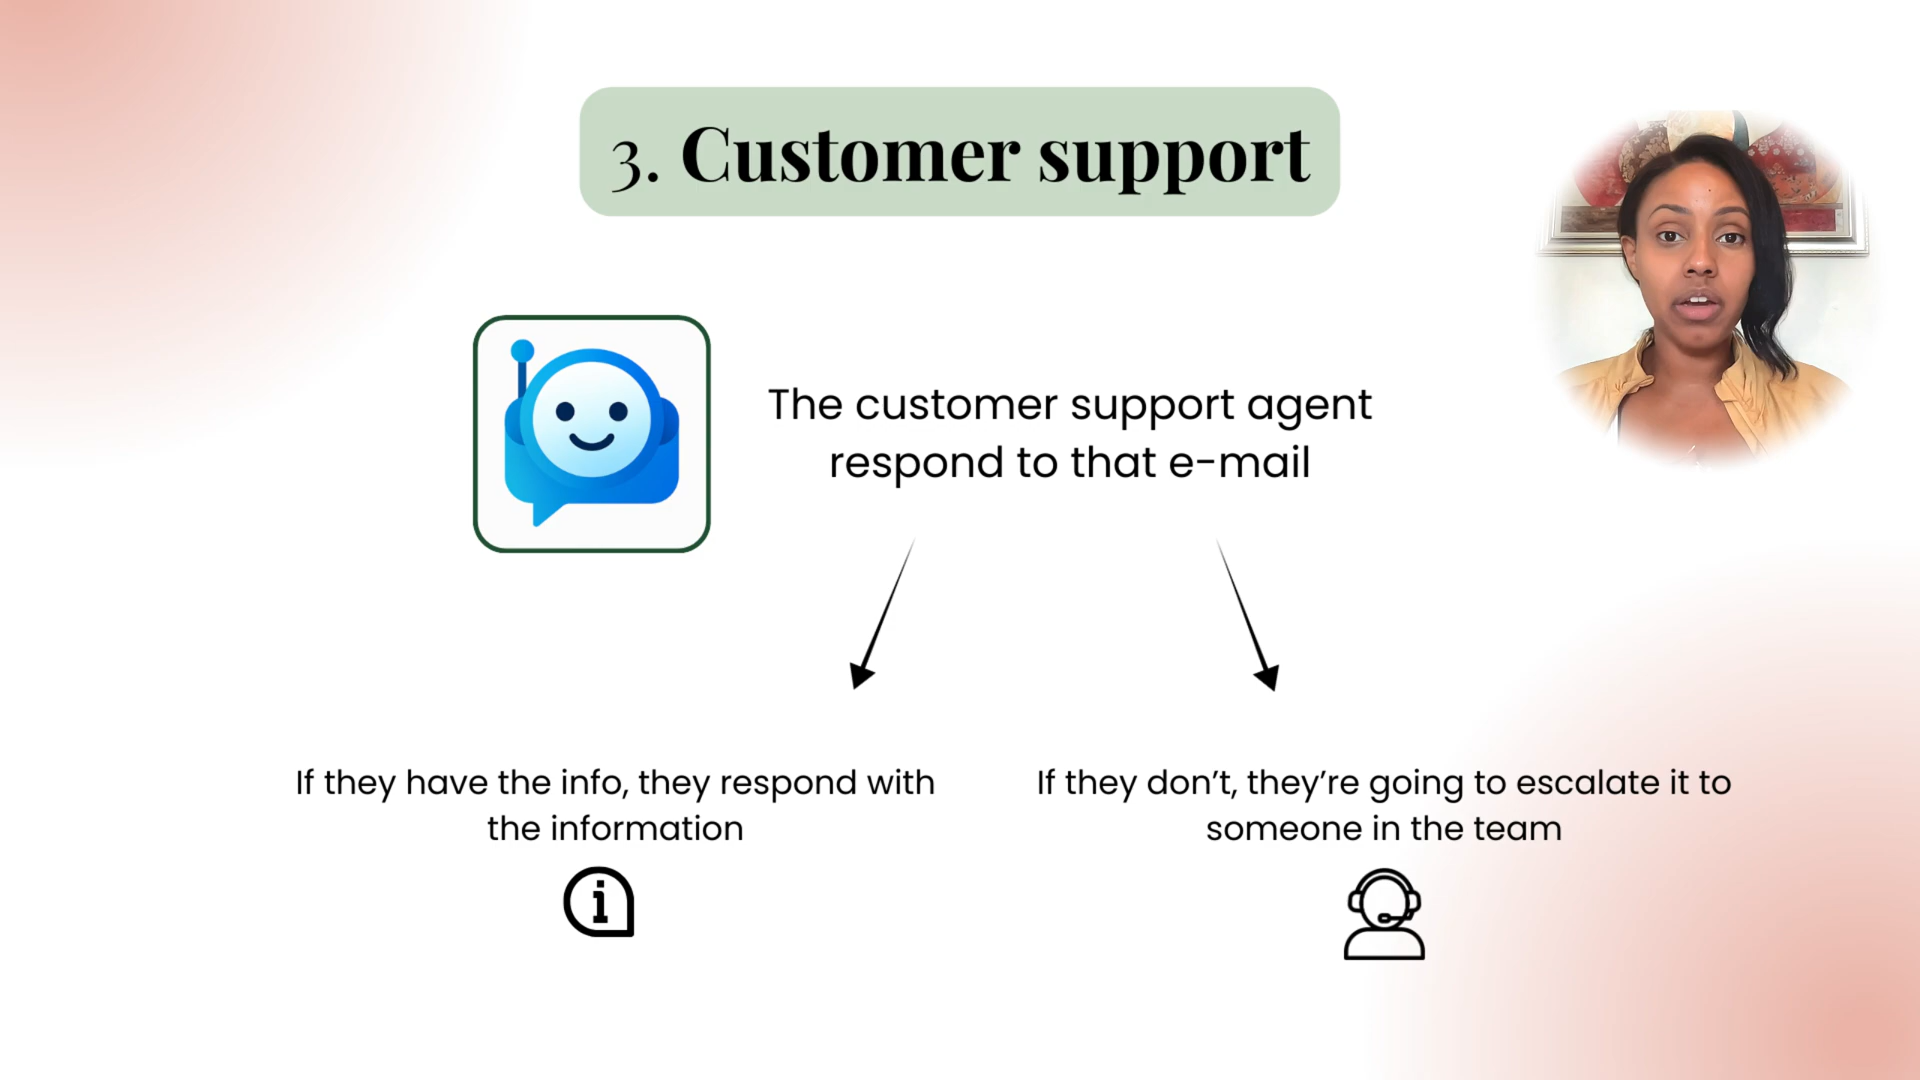 3. Customer support
The customer support agent
respond to that e-mail
If they have the info, they respond with
the information
If they don’t, they’re going to escalate it to
someone in the team